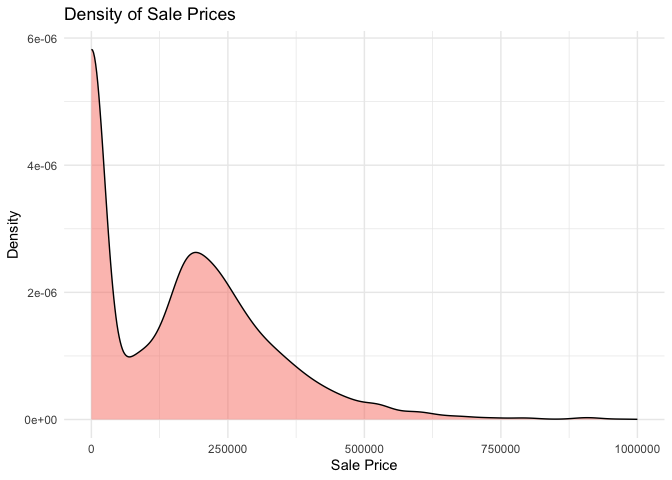 Density of Sale Prices
6e-06
4e-06
2e-06
0e+00
Density
0
250000
500000
750000
1000000
Sale Price